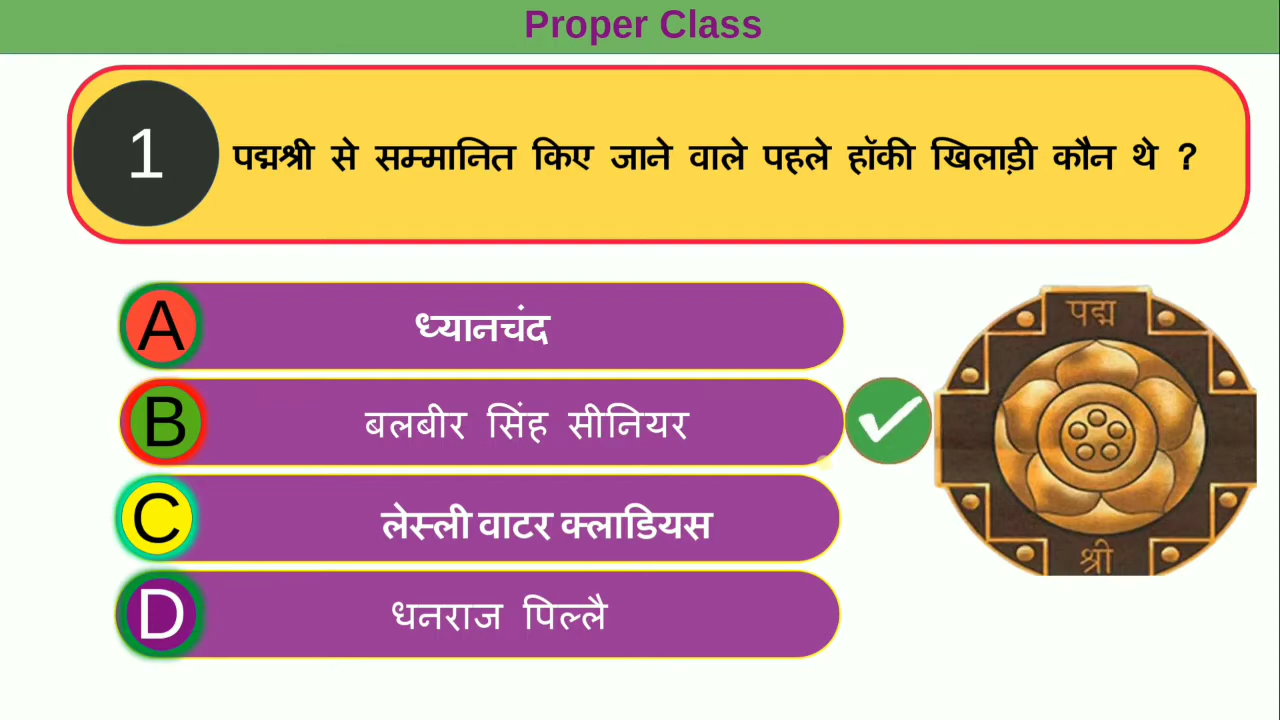 Proper Class
1
पद्मश्री से सम्मानित किए जाने वाले पहले हॉकी खिलाड़ी कौन थे ?
A ध्यानचंद
B बलबीर सिंह सीनियर
C लेस्ली वाटर क्लाडियस
D धनराज पिल्लै
पद्म
श्री